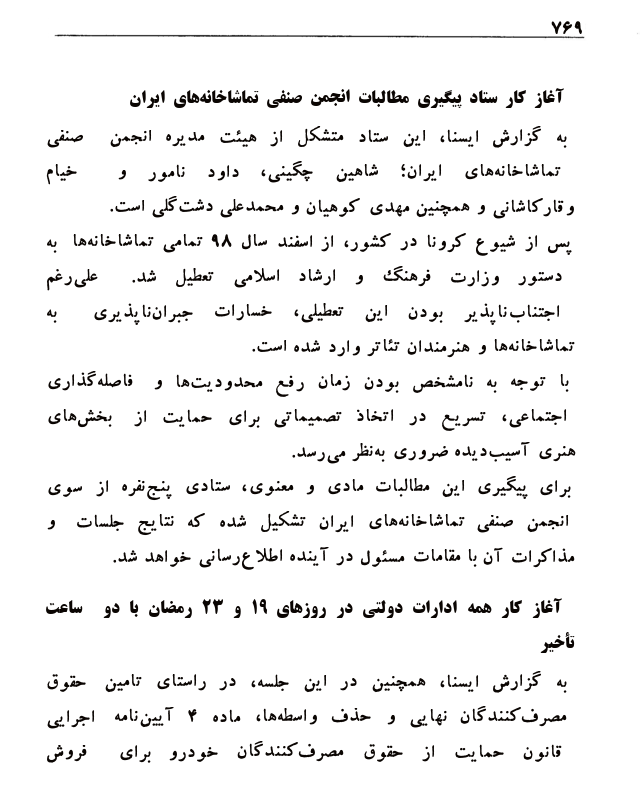 ۷۶۹
آغاز کار ستاد پیگیری مطالبات انجمن صنفی تماشاخانه‌های ایران
به گزارش ایسنا، این ستاد متشکل از هیئت مدیره انجمن صنفی
تماشاخانه‌های ایران؛ شاهین چگینی، داود نامور و خیام
وقارکاشانی و همچنین مهدی کوهیان و محمدعلی دشت‌گلی است.
پس از شیوع کرونا در کشور، از اسفند سال ۹۸ تمامی تماشاخانه‌ها به
دستور وزارت فرهنگ و ارشاد اسلامی تعطیل شد. علی‌رغم
اجتناب‌ناپذیر بودن این تعطیلی، خسارات جبران‌ناپذیری به
تماشاخانه‌ها و هنرمندان تئاتر وارد شده است.
با توجه به نامشخص بودن زمان رفع محدودیت‌ها و فاصله‌گذاری
اجتماعی، تسریع در اتخاذ تصمیماتی برای حمایت از بخش‌های
هنری آسیب‌دیده ضروری به‌نظر می‌رسد.
برای پیگیری این مطالبات مادی و معنوی، ستادی پنج‌نفره از سوی
انجمن صنفی تماشاخانه‌های ایران تشکیل شده که نتایج جلسات و
مذاکرات آن با مقامات مسئول در آینده اطلاع‌رسانی خواهد شد.
آغاز کار همه ادارات دولتی در روزهای ۱۹ و ۲۳ رمضان با دو ساعت
تأخیر
به گزارش ایسنا، همچنین در این جلسه، در راستای تامین حقوق
مصرف‌کنندگان نهایی و حذف واسطه‌ها، ماده ۴ آیین‌نامه اجرایی
قانون حمایت از حقوق مصرف‌کنندگان خودرو برای فروش